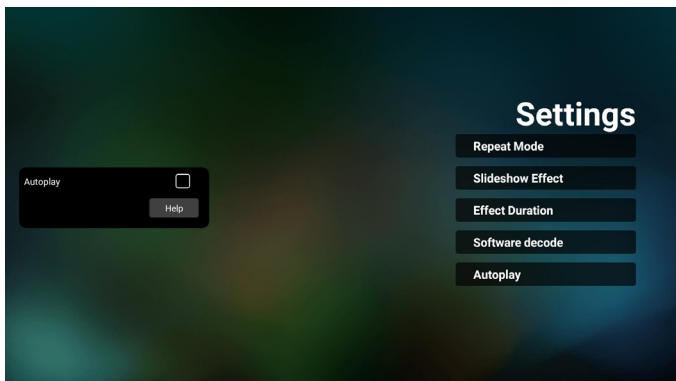 Settings
Repeat Mode
Slideshow Effect
Effect Duration
Software decode
Autoplay
Autoplay
Help